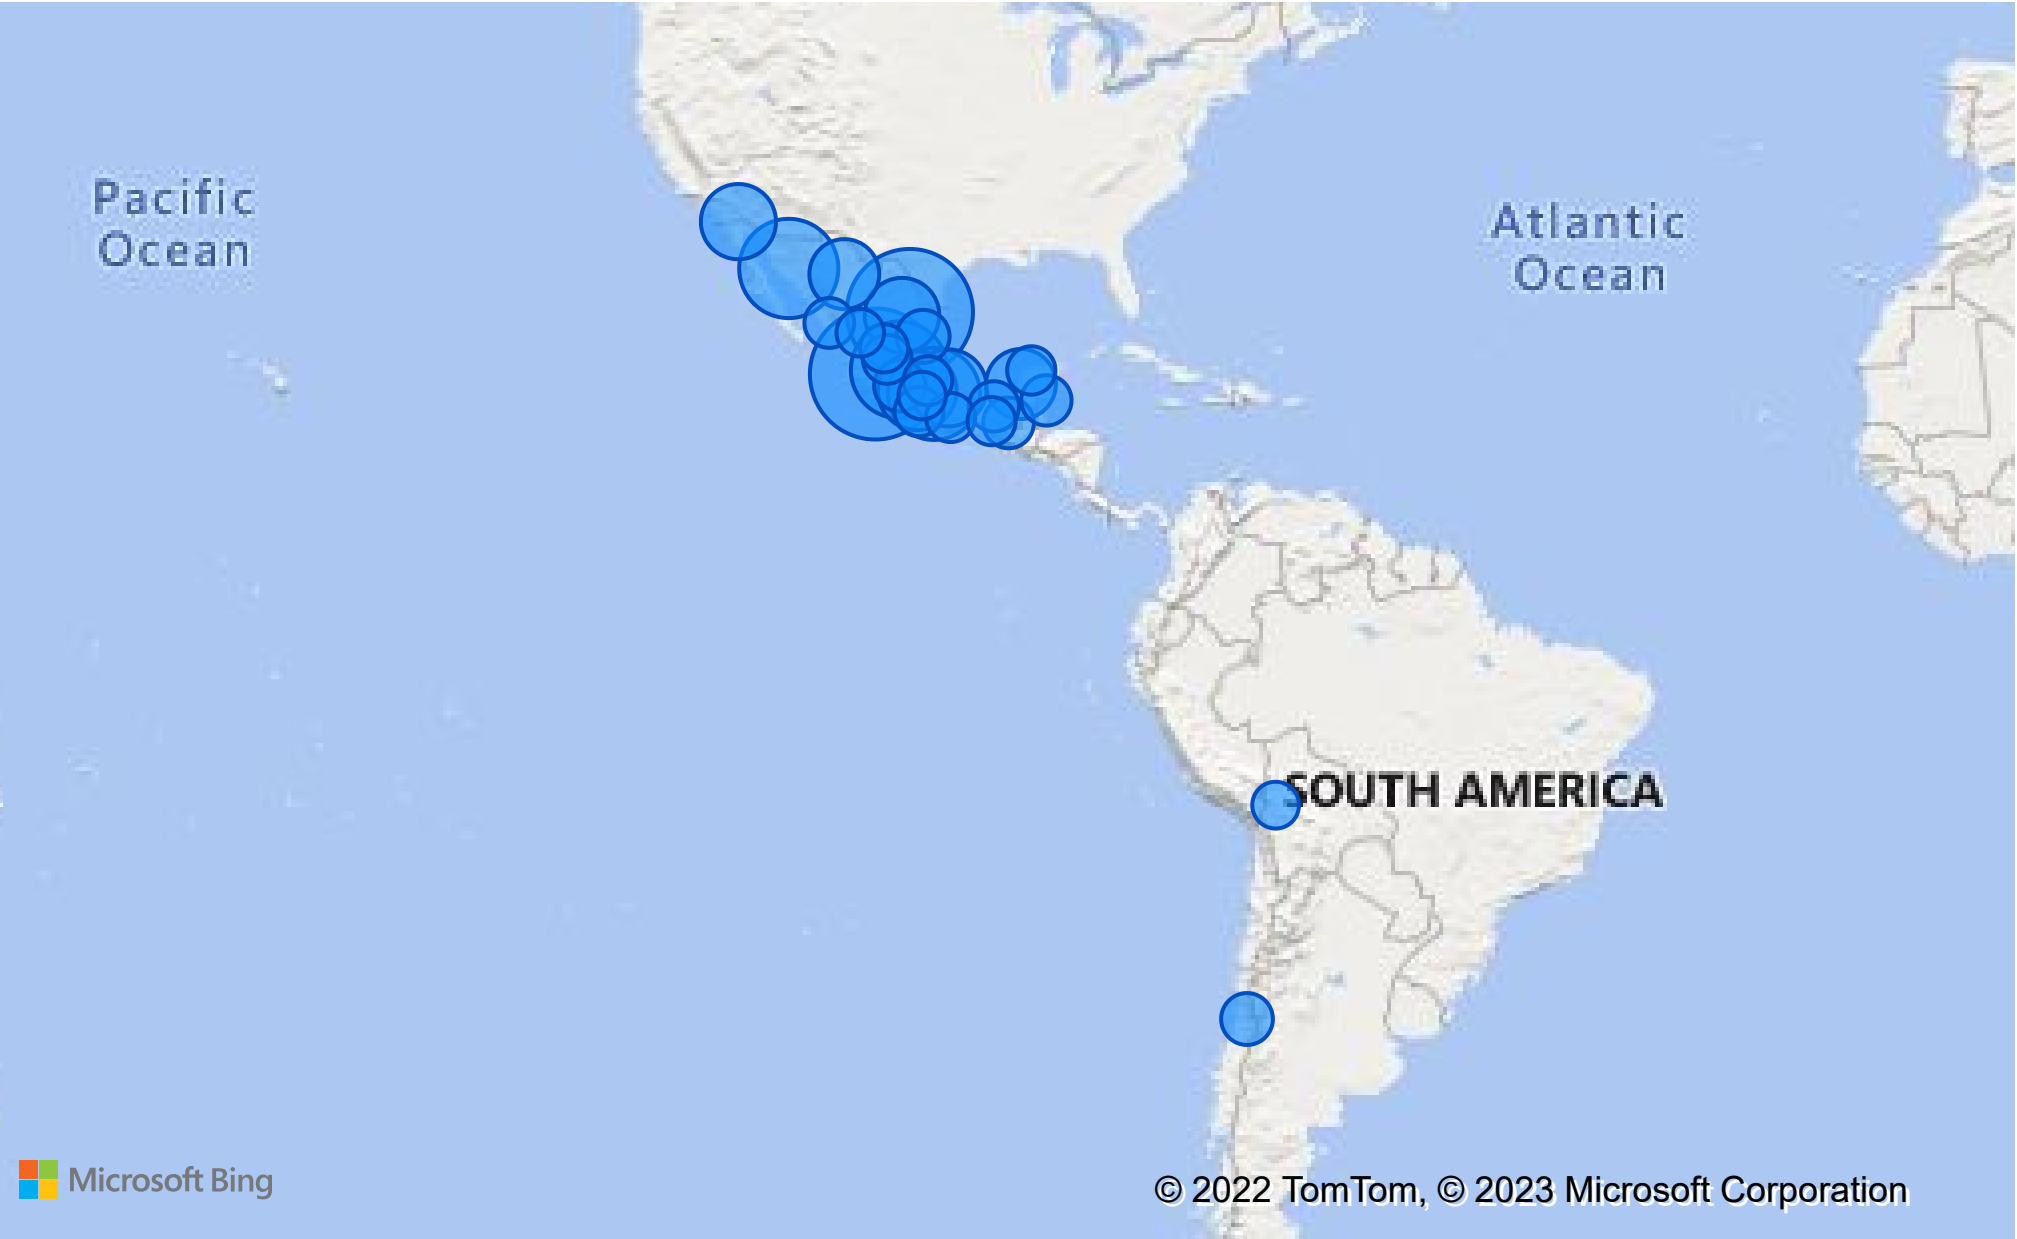 Pacific
Ocean
Atlantic
Ocean
SOUTH AMERICA
Microsoft Bing
© 2022 TomTom, © 2023 Microsoft Corporation